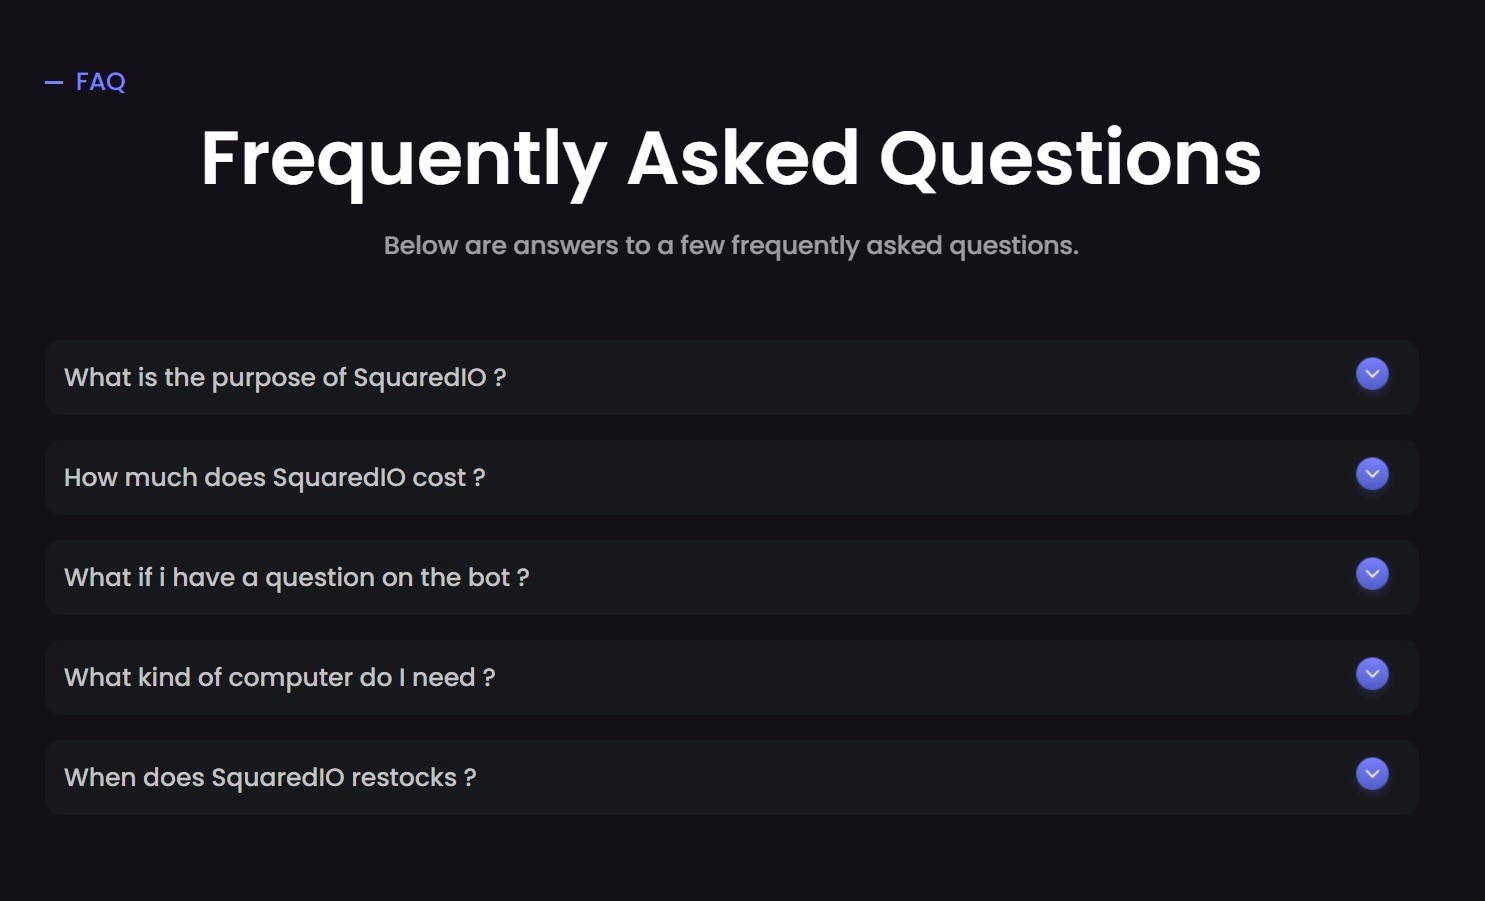 — FAQ
Frequently Asked Questions
Below are answers to a few frequently asked questions.
What is the purpose of SquaredIO ?
How much does SquaredIO cost ?
What if i have a question on the bot ?
What kind of computer do I need ?
When does SquaredIO restocks ?